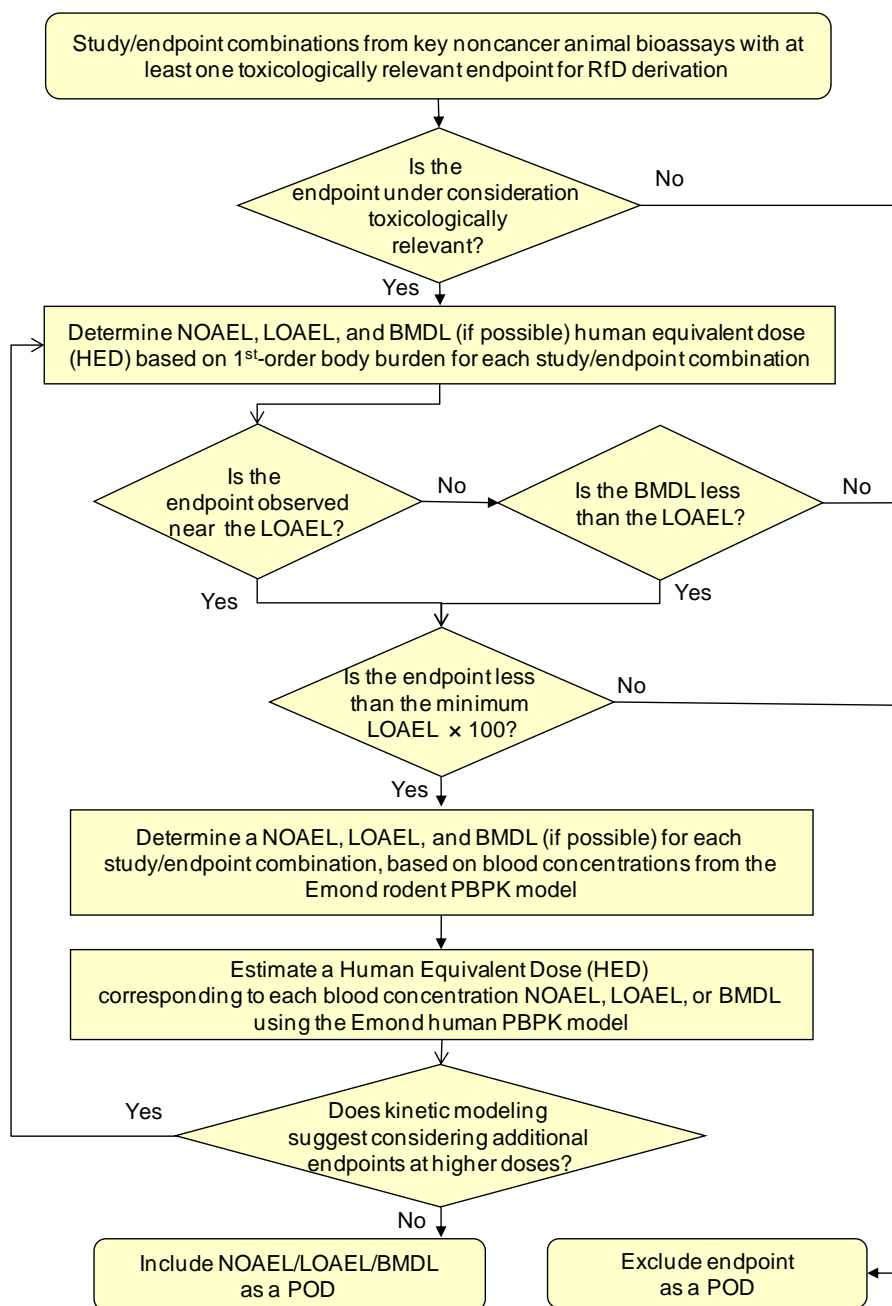 Study/endpoint combinations from key noncancer animal bioassays with at
least one toxicologically relevant endpoint for RfD derivation
Is the
endpoint under consideration
toxicologically
relevant?
No
Yes
Determine NOAEL, LOAEL, and BMDL (if possible) human equivalent dose
(HED) based on 1st-order body burden for each study/endpoint combination
Is the
endpoint observed
near the LOAEL?
No
Is the BMDL less
than the LOAEL?
No
Yes
Yes
Is the endpoint less
than the minimum
LOAEL × 100?
No
Yes
Determine a NOAEL, LOAEL, and BMDL (if possible) for each
study/endpoint combination, based on blood concentrations from the
Emond rodent PBPK model
Estimate a Human Equivalent Dose (HED)
corresponding to each blood concentration NOAEL, LOAEL, or BMDL
using the Emond human PBPK model
Yes
Does kinetic modeling
suggest considering additional
endpoints at higher doses?
No
Include NOAEL/LOAEL/BMDL
as a POD
Exclude endpoint
as a POD